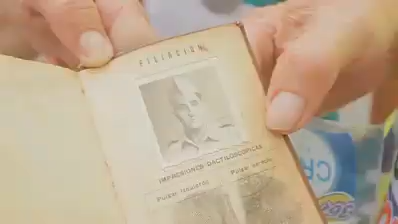 FILIACION
IMPRESIONES DACTILOSCOPICAS
Pulgar izquierdo Pulgar derecho